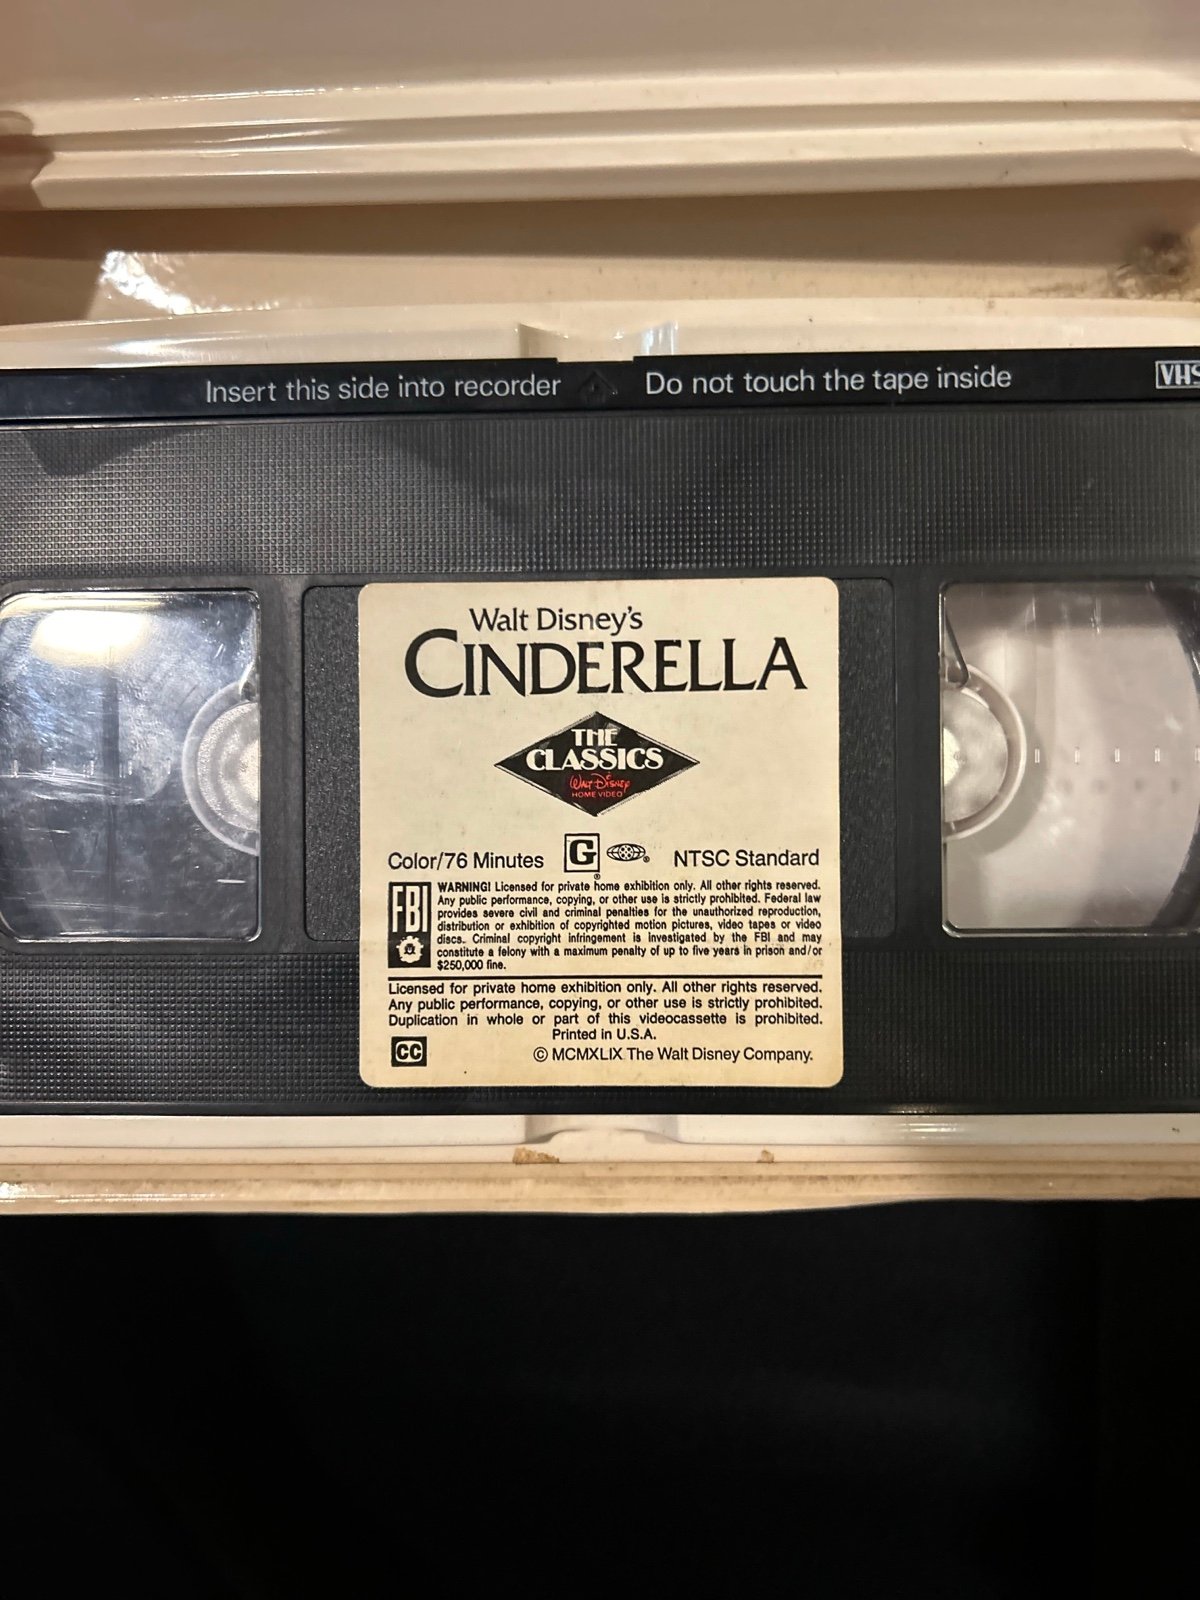 Insert this side into recorder Do not touch the tape inside VHS
Walt Disney's
CINDERELLA
THE
CLASSICS
WALT DISNEY
HOME VIDEO
Color/76 Minutes G ® ® NTSC Standard
FBI
WARNING! Licensed for private home exhibition only. All other rights reserved.
Any public performance, copying, or other use is strictly prohibited. Federal law
provides severe civil and criminal penalties for the unauthorized reproduction,
distribution or exhibition of copyrighted motion pictures, video tapes or video
discs. Criminal copyright infringement is investigated by the FBI and may
constitute a felony with a maximum penalty of up to five years in prison and/or
$250,000 fine.
Licensed for private home exhibition only. All other rights reserved.
Any public performance, copying, or other use is strictly prohibited.
Duplication in whole or part of this videocassette is prohibited.
Printed in U.S.A.
CC © MCMXLIX The Walt Disney Company.